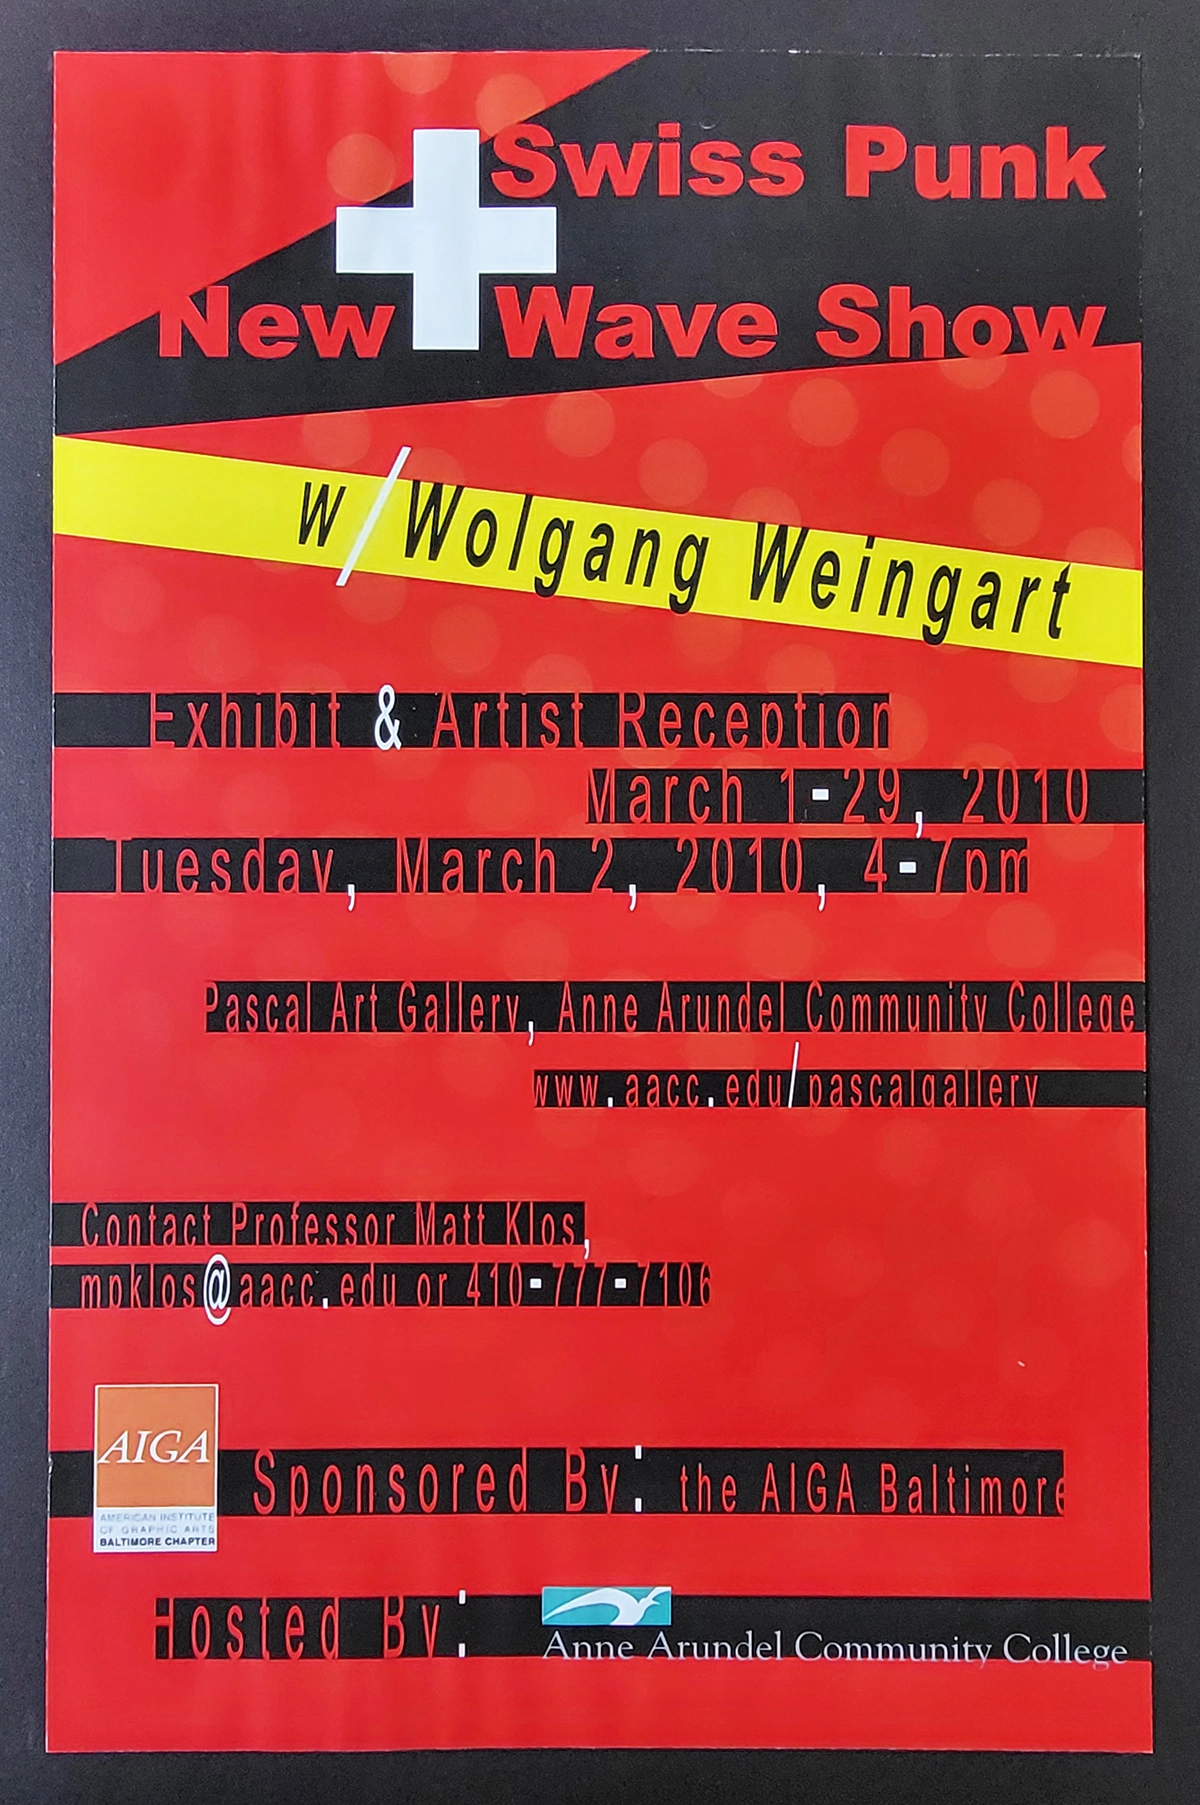 Swiss Punk
New Wave Show
w/Wolgang Weingart
Exhibit & Artist Reception
March 1-29, 2010
Tuesday, March 2, 2010, 4-7pm
Pascal Art Gallery, Anne Arundel Community College
www.aacc.edu/pascalgallery
Contact Professor Matt Klos,
mpklos@aacc.edu or 410-777-7106
AIGA
AMERICAN INSTITUTE
OF GRAPHIC ARTS
BALTIMORE CHAPTER
Sponsored By: the AIGA Baltimore
Hosted By:
Anne Arundel Community College